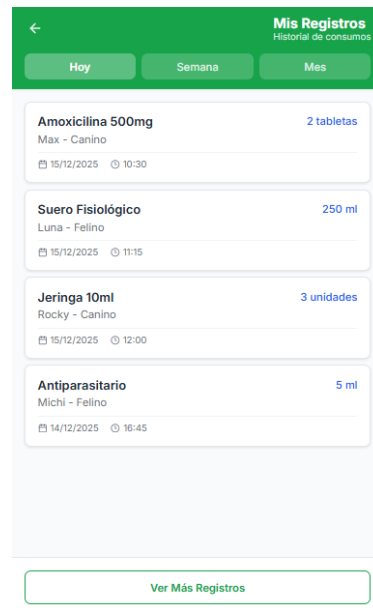 Mis Registros
Historial de consumos
Hoy Semana Mes
Amoxicilina 500mg 2 tabletas
Max - Canino
15/12/2025 10:30
Suero Fisiológico 250 ml
Luna - Felino
15/12/2025 11:15
Jeringa 10ml 3 unidades
Rocky - Canino
15/12/2025 12:00
Antiparasitario 5 ml
Michi - Felino
14/12/2025 16:45
Ver Más Registros